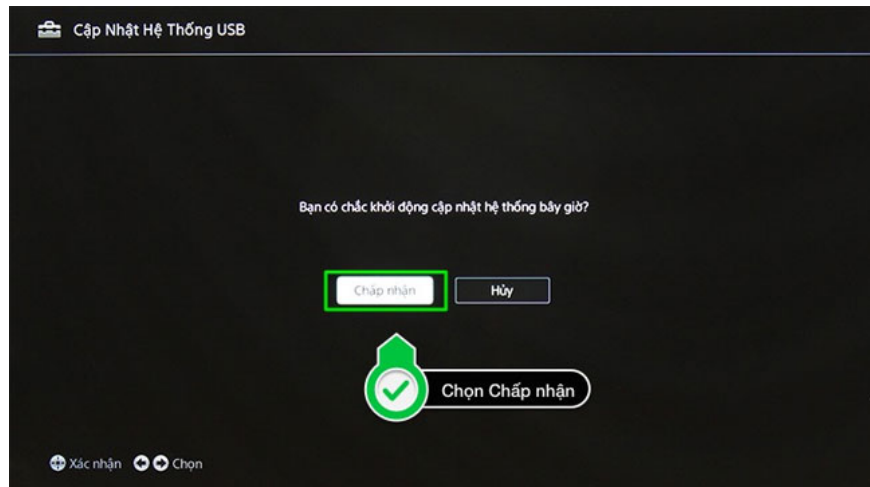 Cập Nhật Hệ Thống USB
Bạn có chắc khởi động cập nhật hệ thống bây giờ?
Chấp nhận
Hủy
Chọn Chấp nhận
Xác nhận Chọn